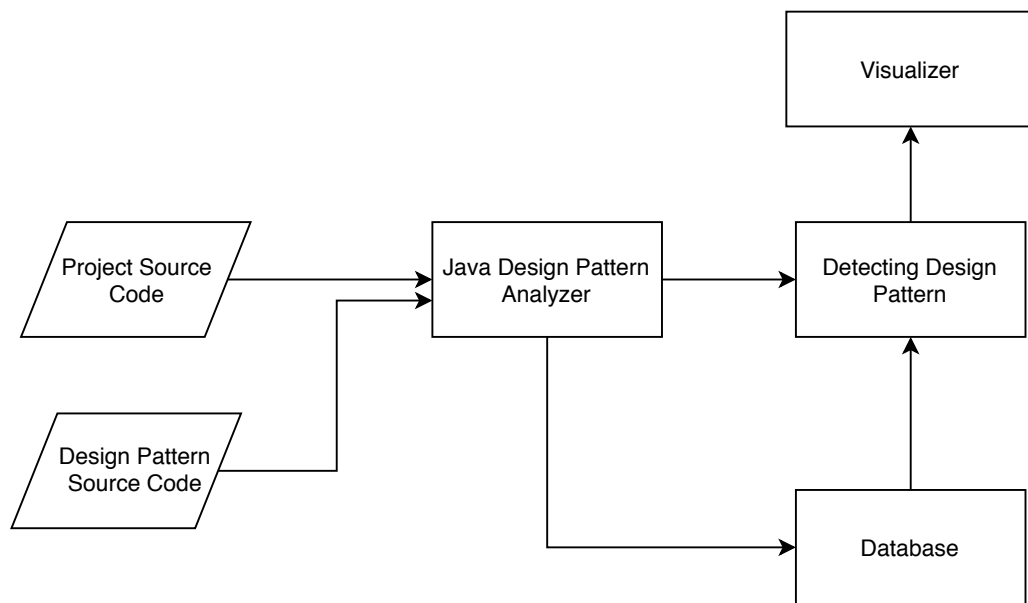 Visualizer
Project Source
Code
Java Design Pattern
Analyzer
Detecting Design
Pattern
Design Pattern
Source Code
Database